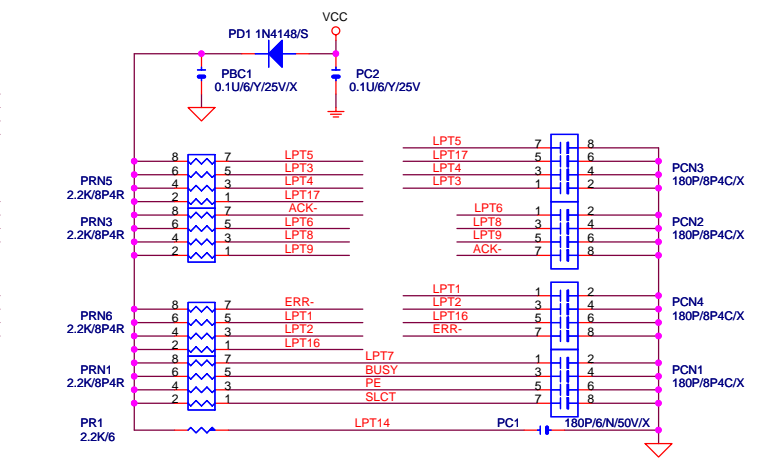 VCC
PD1 1N4148/S
PBC1
0.1U/6/Y/25V/X
PC2
0.1U/6/Y/25V
PRN5
2.2K/8P4R
8 7 LPT5
6 5 LPT3
4 3 LPT4
2 1 LPT17
PRN3
2.2K/8P4R
8 7 ACK-
6 5 LPT6
4 3 LPT8
2 1 LPT9
LPT5 7 8
LPT17 5 6
LPT4 3 4
LPT3 1 2
PCN3
180P/8P4C/X
LPT6 1 2
LPT8 3 4
LPT9 5 6
ACK- 7 8
PCN2
180P/8P4C/X
PRN6
2.2K/8P4R
8 7 ERR-
6 5 LPT1
4 3 LPT2
2 1 LPT16
LPT1 1 2
LPT2 3 4
LPT16 5 6
ERR- 7 8
PCN4
180P/8P4C/X
PRN1
2.2K/8P4R
8 7 LPT7 1 2
6 5 BUSY 3 4
4 3 PE 5 6
2 1 SLCT 7 8
PCN1
180P/8P4C/X
PR1
2.2K/6
LPT14
PC1
180P/6/N/50V/X